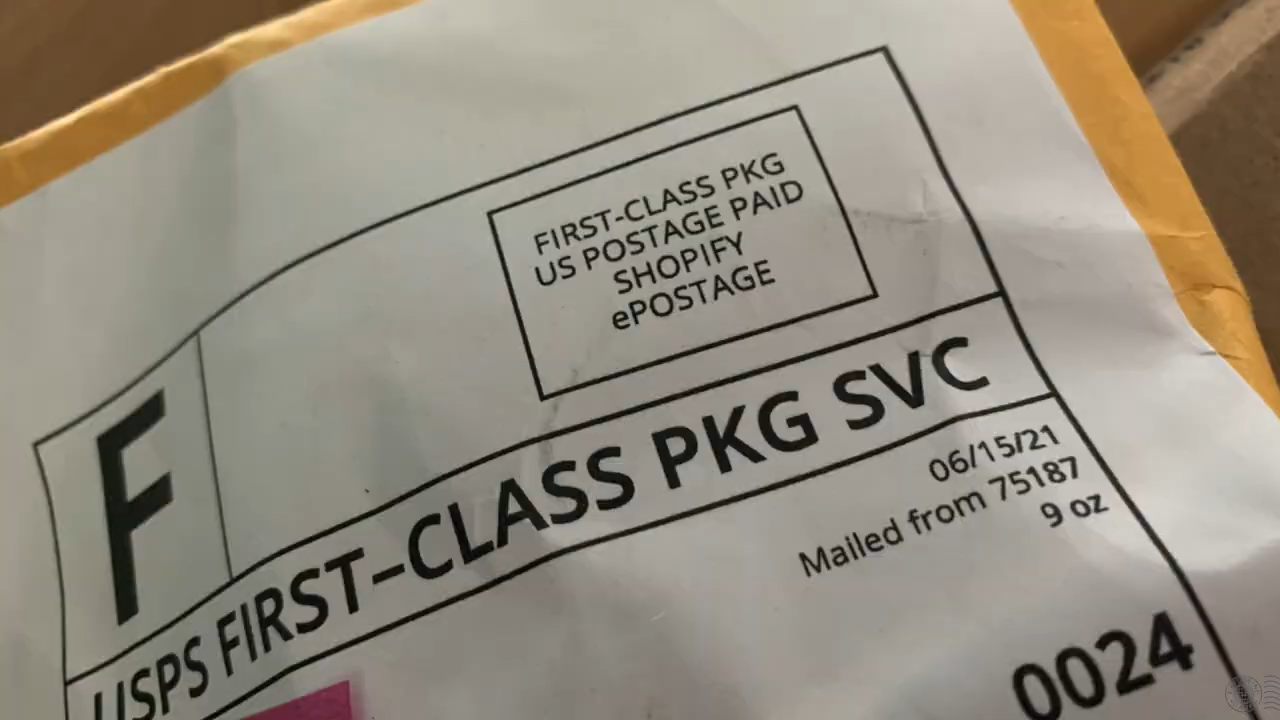 FIRST-CLASS PKG
US POSTAGE PAID
SHOPIFY
ePOSTAGE
F
USPS FIRST-CLASS PKG SVC
06/15/21
Mailed from 75187
9 oz
0024